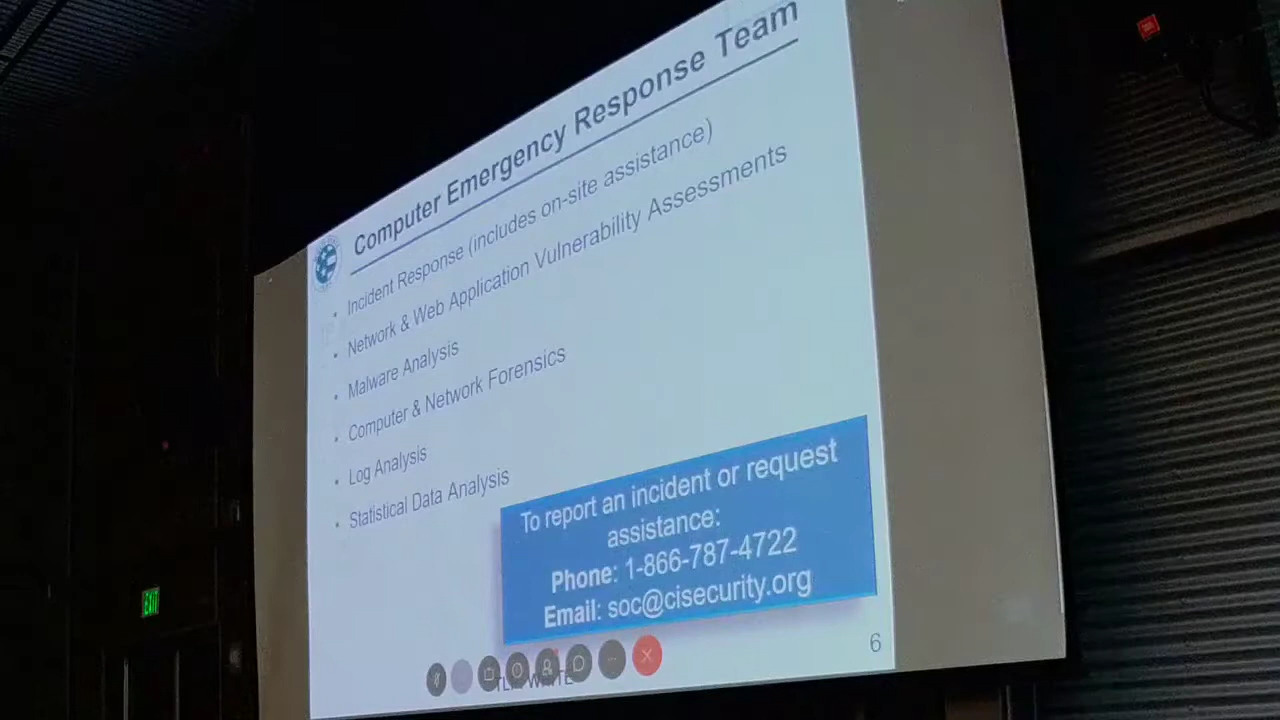 Computer Emergency Response Team
• Incident Response (includes on-site assistance)
• Network & Web Application Vulnerability Assessments
• Malware Analysis
• Computer & Network Forensics
• Log Analysis
• Statistical Data Analysis
To report an incident or request
assistance:
Phone: 1-866-787-4722
Email: soc@cisecurity.org
6
EXIT